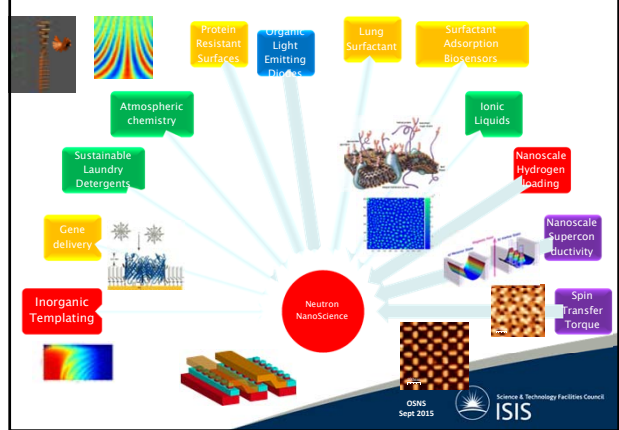 Protein
Resistant
Surfaces
Organic
Light
Emitting
Diodes
Lung
Surfactant
Surfactant
Adsorption
Biosensors
Atmospheric
chemistry
Ionic
Liquids
Sustainable
Laundry
Detergents
Nanoscale
Hydrogen
loading
Gene
delivery
Nanoscale
Supercon
ductivity
Inorganic
Templating
Neutron
NanoScience
Spin
Transfer
Torque
OSNS
Sept 2015
Science & Technology Facilities Council
ISIS